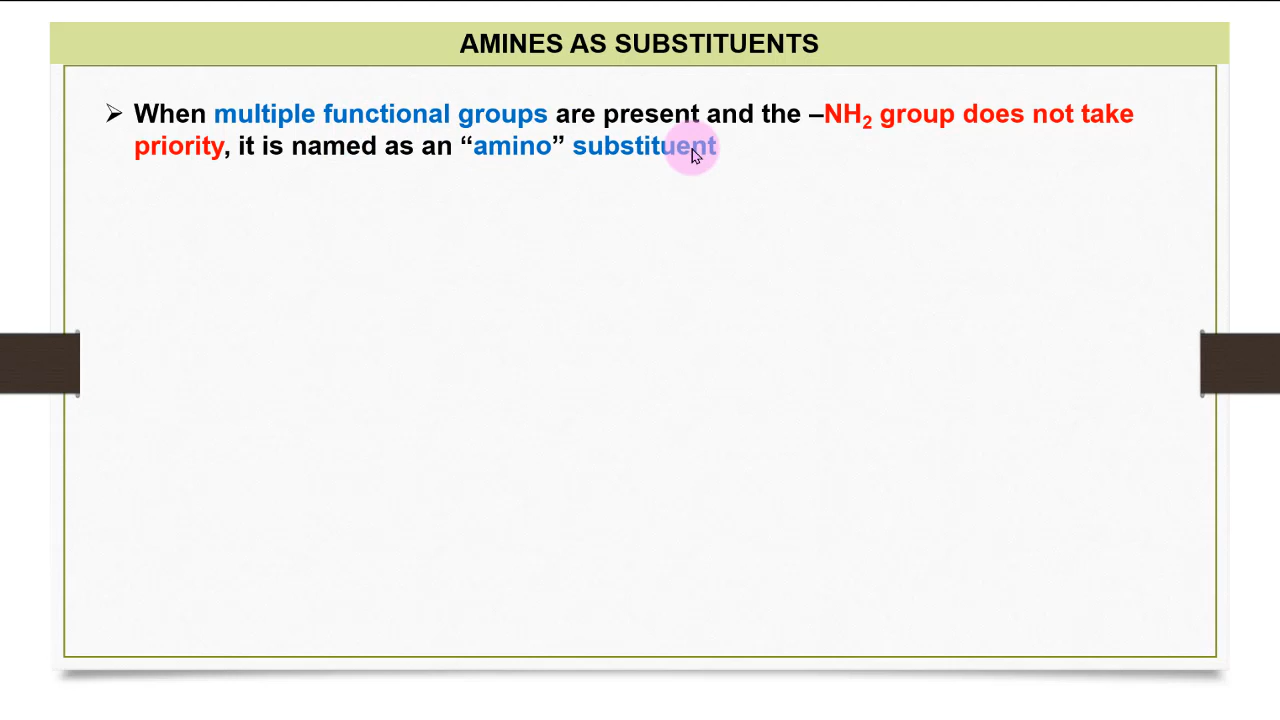 AMINES AS SUBSTITUENTS
➢ When multiple functional groups are present and the –NH₂ group does not take
priority, it is named as an “amino” substituent